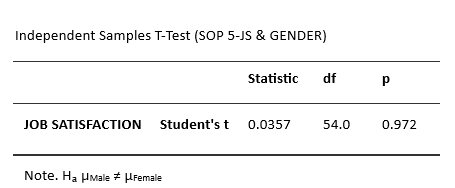 Independent Samples T-Test (SOP 5-JS & GENDER)
Statistic df p
JOB SATISFACTION Student's t 0.0357 54.0 0.972
Note. Hₐ μMale ≠ μFemale